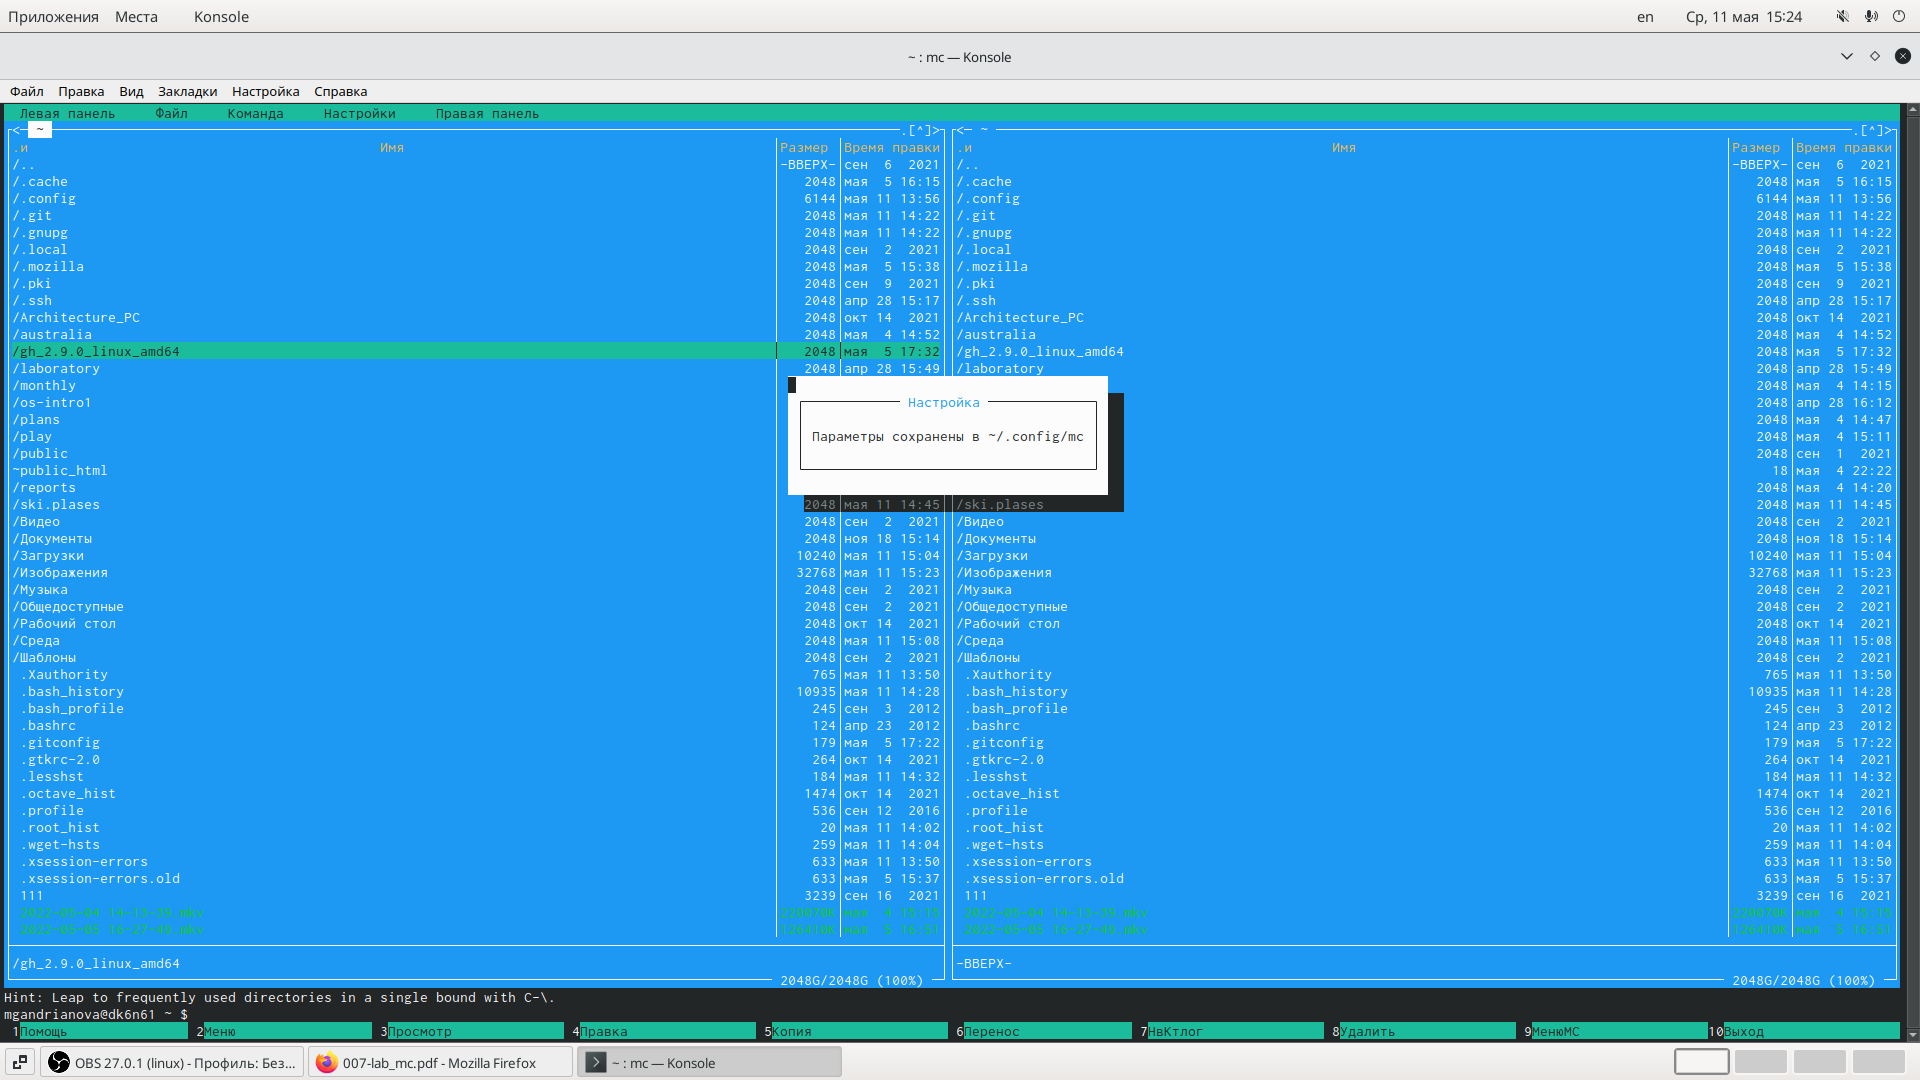 Приложения Места Konsole en Ср, 11 мая 15:24
~ : mc — Konsole
Файл Правка Вид Закладки Настройка Справка
Левая панель Файл Команда Настройки Правая панель
<─ ~ .[^]> <─ ~ .[^]>
.и Имя Размер Время правки .и Имя Размер Время правки
/.. -ВВЕРХ- сен 6 2021 /.. -ВВЕРХ- сен 6 2021
/.cache 2048 мая 5 16:15 /.cache 2048 мая 5 16:15
/.config 6144 мая 11 13:56 /.config 6144 мая 11 13:56
/.git 2048 мая 11 14:22 /.git 2048 мая 11 14:22
/.gnupg 2048 мая 11 14:22 /.gnupg 2048 мая 11 14:22
/.local 2048 сен 2 2021 /.local 2048 сен 2 2021
/.mozilla 2048 мая 5 15:38 /.mozilla 2048 мая 5 15:38
/.pki 2048 сен 9 2021 /.pki 2048 сен 9 2021
/.ssh 2048 апр 28 15:17 /.ssh 2048 апр 28 15:17
/Architecture_PC 2048 окт 14 2021 /Architecture_PC 2048 окт 14 2021
/australia 2048 мая 4 14:52 /australia 2048 мая 4 14:52
/gh_2.9.0_linux_amd64 2048 мая 5 17:32 /gh_2.9.0_linux_amd64 2048 мая 5 17:32
/laboratory 2048 апр 28 15:49 /laboratory 2048 апр 28 15:49
/monthly 2048 мая 4 14:15
/os-intro1 Настройка 2048 апр 28 16:12
/plans 2048 мая 4 14:47
/play Параметры сохранены в ~/.config/mc 2048 мая 4 15:11
/public 2048 сен 1 2021
~public_html 18 мая 4 22:22
/reports 2048 мая 4 14:20
/ski.plases 2048 мая 11 14:45 /ski.plases 2048 мая 11 14:45
/Видео 2048 сен 2 2021 /Видео 2048 сен 2 2021
/Документы 2048 ноя 18 15:14 /Документы 2048 ноя 18 15:14
/Загрузки 10240 мая 11 15:04 /Загрузки 10240 мая 11 15:04
/Изображения 32768 мая 11 15:23 /Изображения 32768 мая 11 15:23
/Музыка 2048 сен 2 2021 /Музыка 2048 сен 2 2021
/Общедоступные 2048 сен 2 2021 /Общедоступные 2048 сен 2 2021
/Рабочий стол 2048 окт 14 2021 /Рабочий стол 2048 окт 14 2021
/Среда 2048 мая 11 15:08 /Среда 2048 мая 11 15:08
/Шаблоны 2048 сен 2 2021 /Шаблоны 2048 сен 2 2021
.Xauthority 765 мая 11 13:50 .Xauthority 765 мая 11 13:50
.bash_history 10935 мая 11 14:28 .bash_history 10935 мая 11 14:28
.bash_profile 245 сен 3 2012 .bash_profile 245 сен 3 2012
.bashrc 124 апр 23 2012 .bashrc 124 апр 23 2012
.gitconfig 179 мая 5 17:22 .gitconfig 179 мая 5 17:22
.gtkrc-2.0 264 окт 14 2021 .gtkrc-2.0 264 окт 14 2021
.lesshst 184 мая 11 14:32 .lesshst 184 мая 11 14:32
.octave_hist 1474 окт 14 2021 .octave_hist 1474 окт 14 2021
.profile 536 сен 12 2016 .profile 536 сен 12 2016
.root_hist 20 мая 11 14:02 .root_hist 20 мая 11 14:02
.wget-hsts 259 мая 11 14:04 .wget-hsts 259 мая 11 14:04
.xsession-errors 633 мая 11 13:50 .xsession-errors 633 мая 11 13:50
.xsession-errors.old 633 мая 5 15:37 .xsession-errors.old 633 мая 5 15:37
111 3239 сен 16 2021 111 3239 сен 16 2021
/gh_2.9.0_linux_amd64 -ВВЕРХ-
2048G/2048G (100%) 2048G/2048G (100%)
Hint: Leap to frequently used directories in a single bound with C-\.
mgandrianova@dk6n61 ~ $
1Помощь 2Меню 3Просмотр 4Правка 5Копия 6Перенос 7НвКтлог 8Удалить 9МенюМС 10Выход
OBS 27.0.1 (linux) - Профиль: Без... 007-lab_mc.pdf - Mozilla Firefox ~ : mc — Konsole